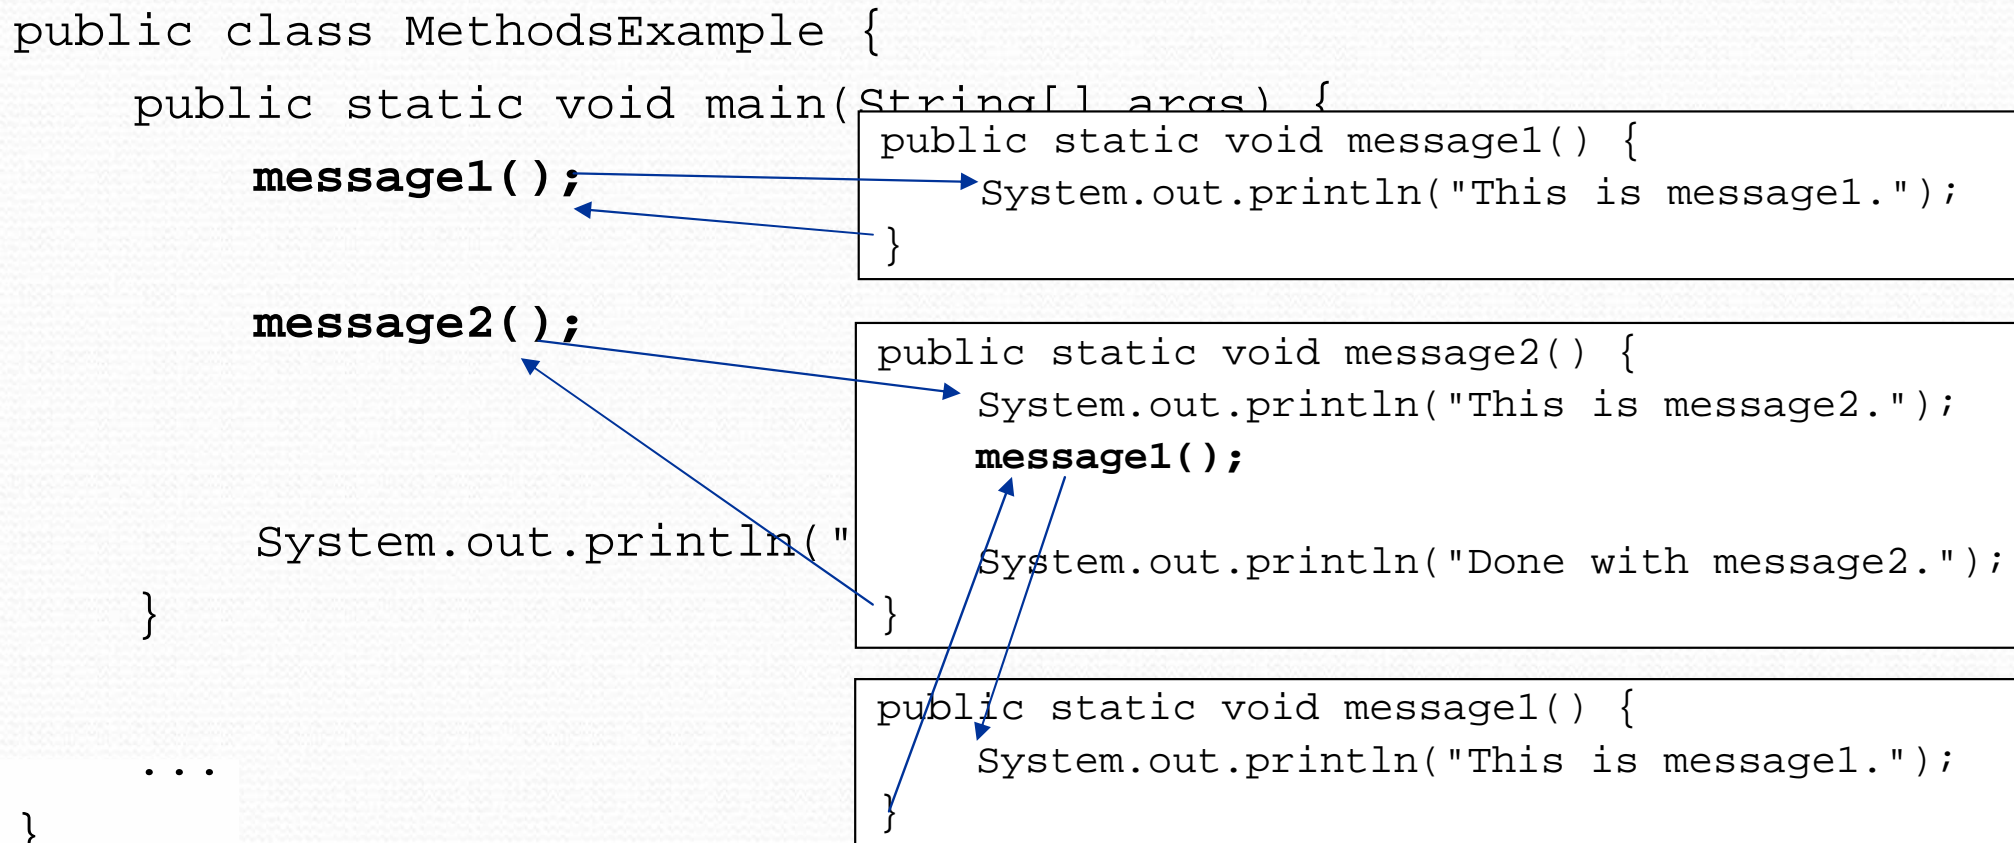 public class MethodsExample {
public static void main(String[] args) {
message1();
message2();
System.out.println("
}
...
}
public static void message1() {
System.out.println("This is message1.");
}
public static void message2() {
System.out.println("This is message2.");
message1();
System.out.println("Done with message2.");
}
public static void message1() {
System.out.println("This is message1.");
}